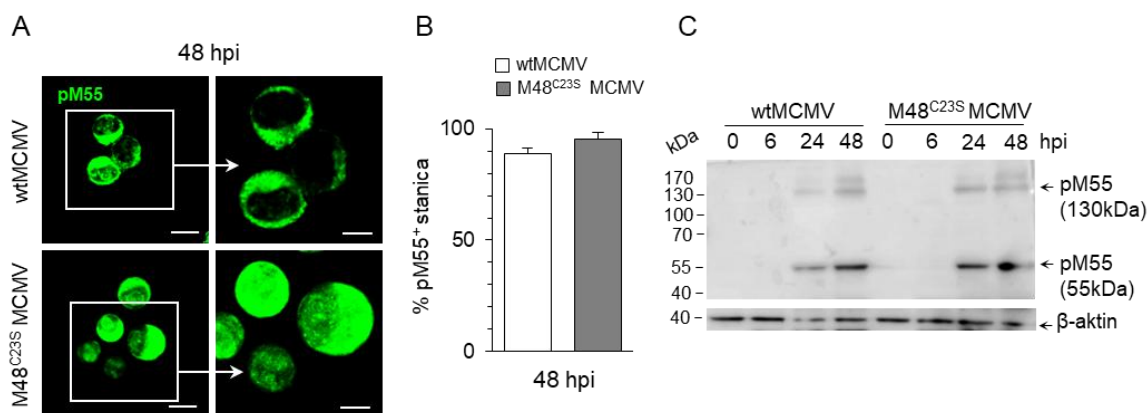 A
48 hpi
pM55
wtMCMV
M48C23S MCMV
B
wtMCMV
M48C23S MCMV
100
50
0
% pM55+ stanica
48 hpi
C
wtMCMV M48C23S MCMV
kDa 0 6 24 48 0 6 24 48 hpi
170
130
100
70
55
40
40
pM55
(130kDa)
pM55
(55kDa)
β-aktin